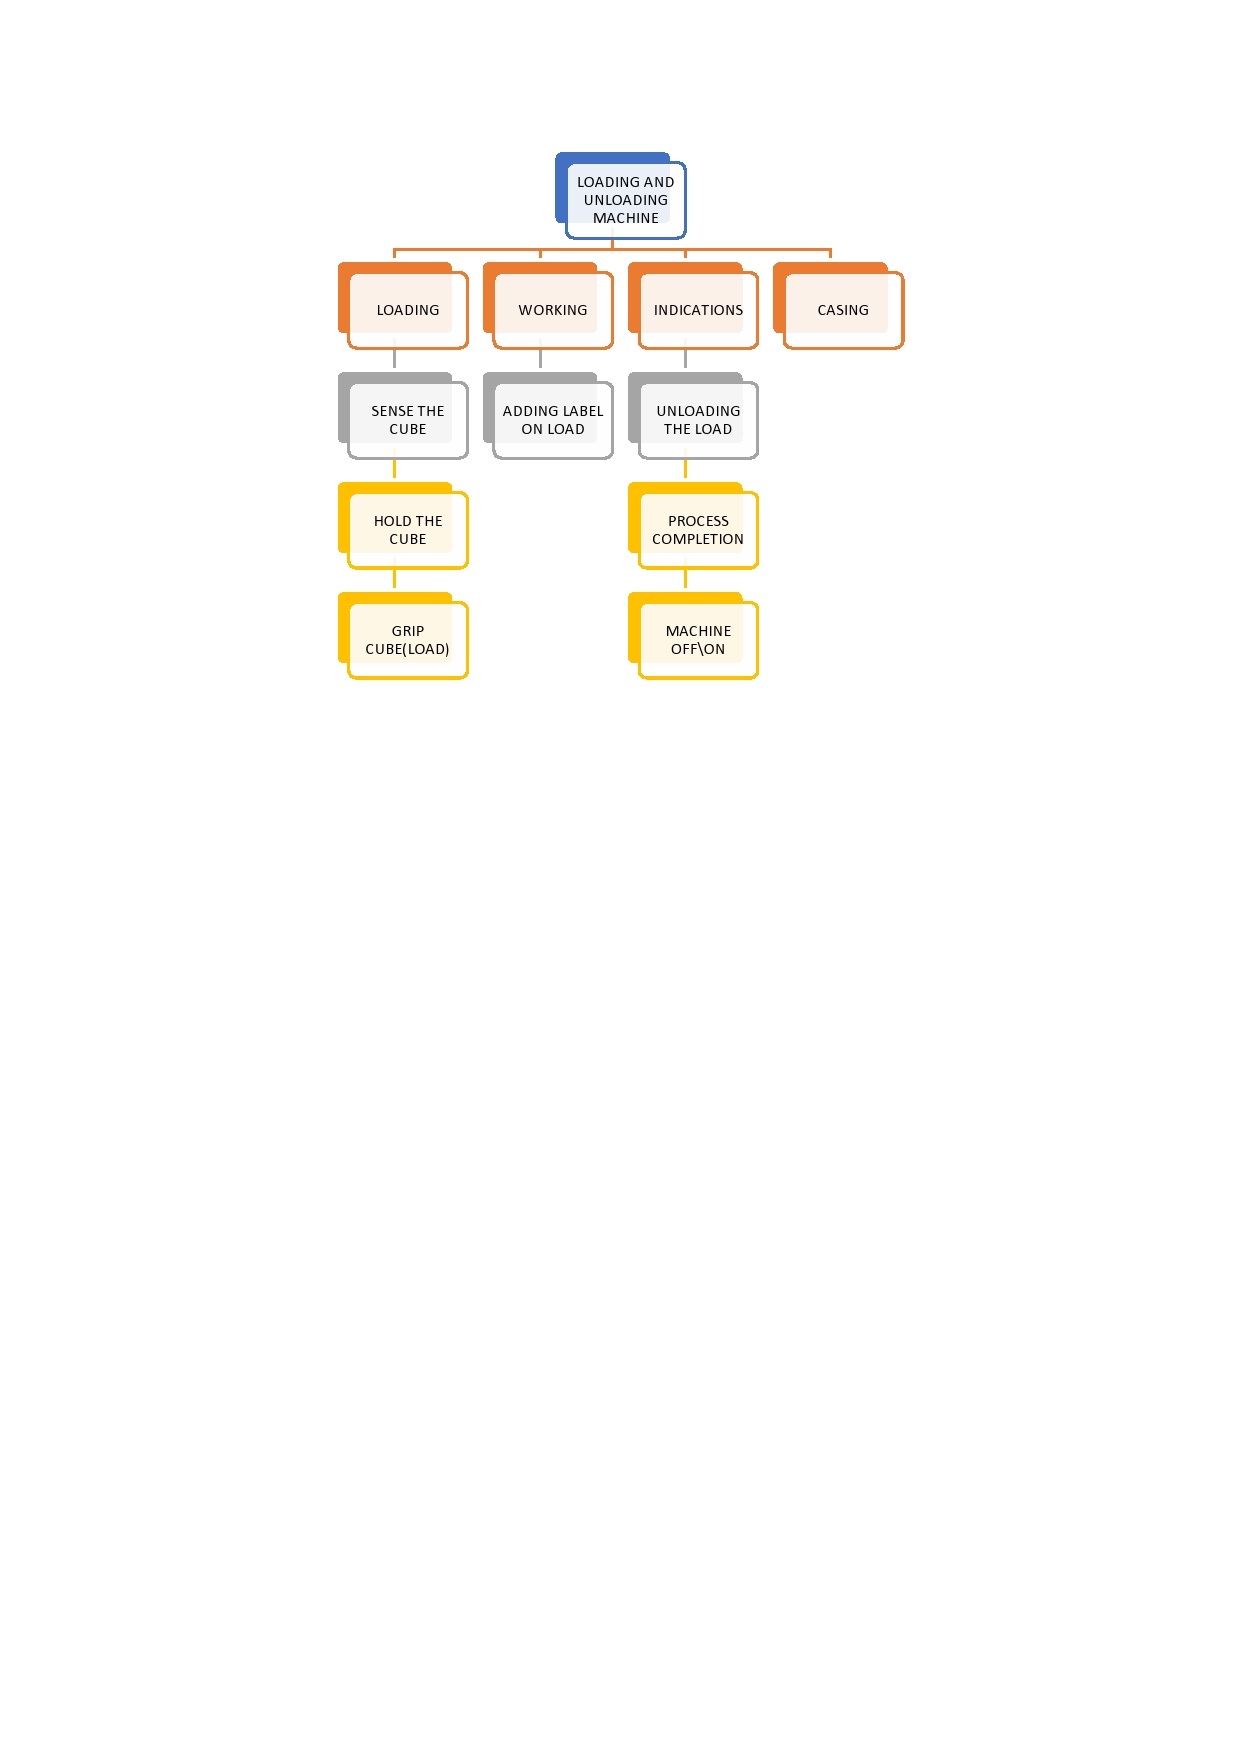 LOADING AND
UNLOADING
MACHINE
LOADING
WORKING
INDICATIONS
CASING
SENSE THE
CUBE
ADDING LABEL
ON LOAD
UNLOADING
THE LOAD
HOLD THE
CUBE
PROCESS
COMPLETION
GRIP
CUBE(LOAD)
MACHINE
OFF\ON